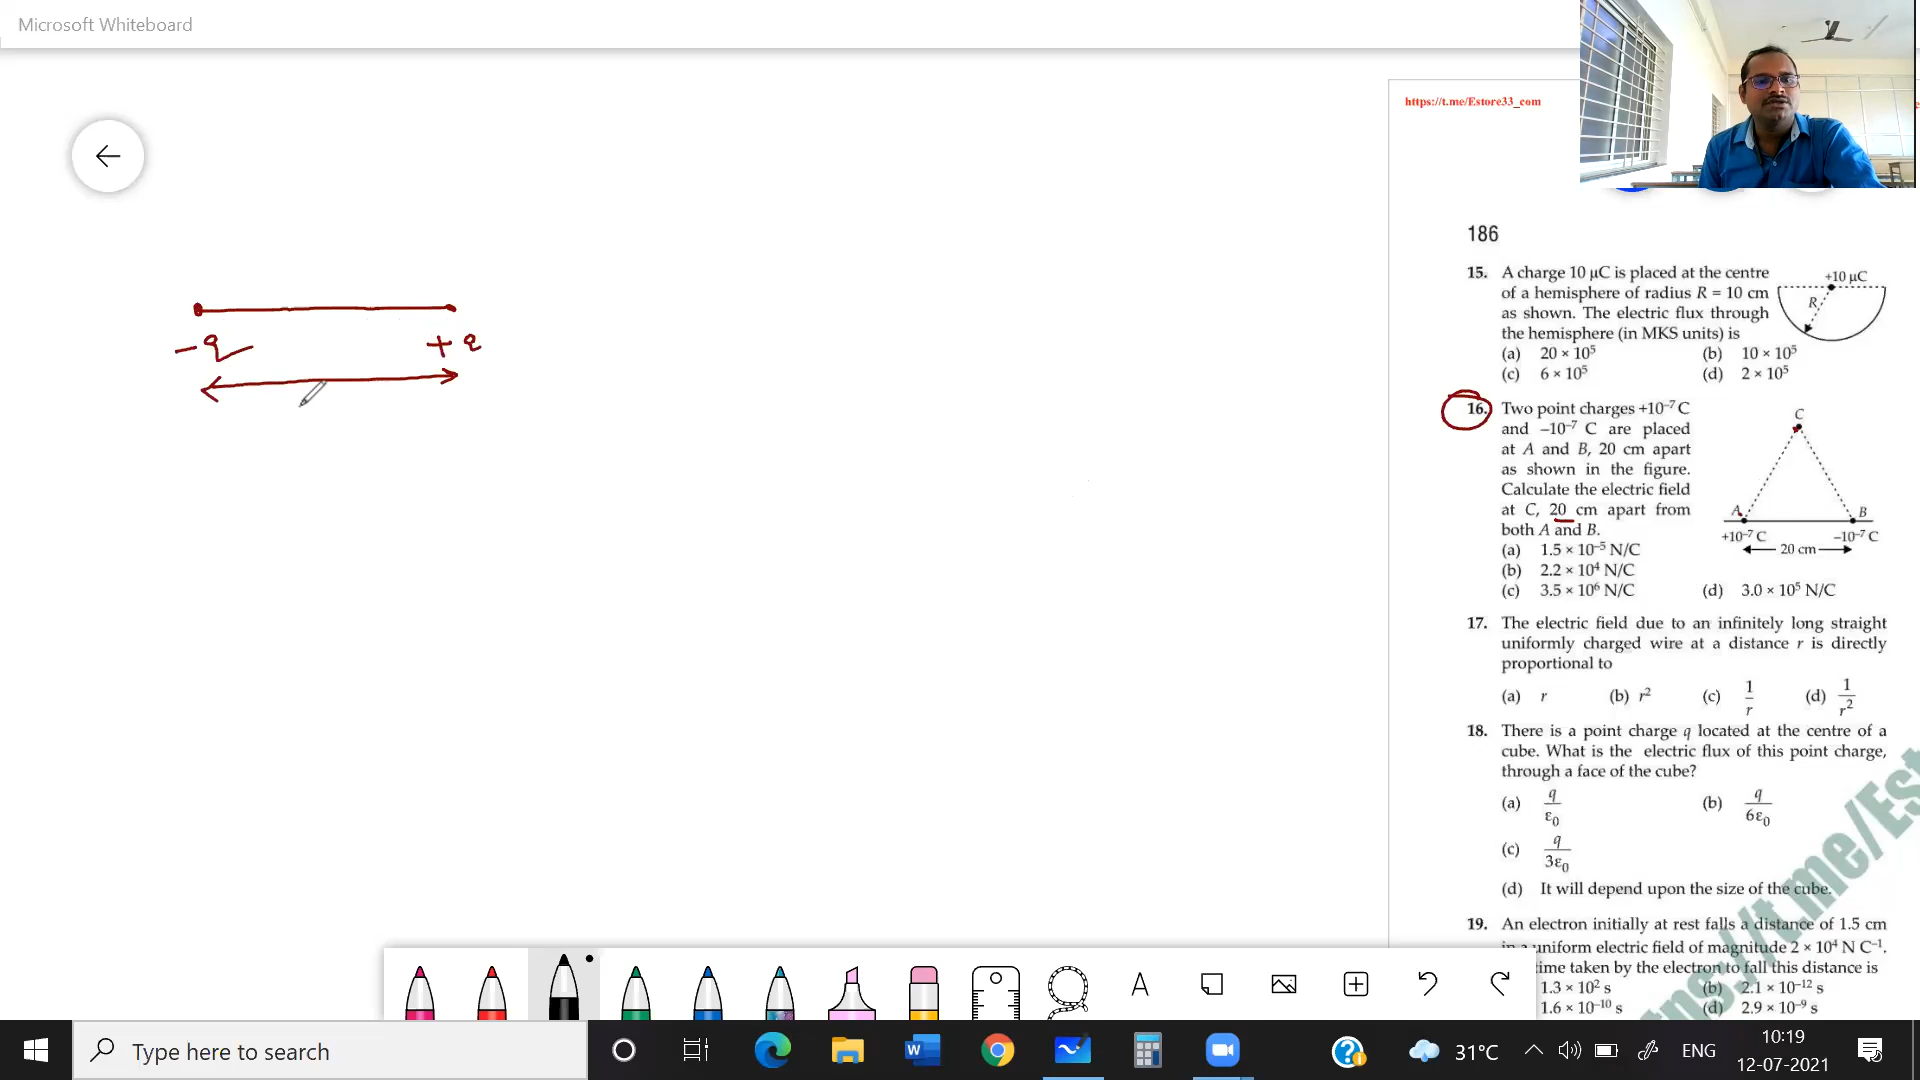 Microsoft Whiteboard
https://t.me/Estore33_com
-q +q
186
15. A charge 10 μC is placed at the centre
of a hemisphere of radius R = 10 cm
as shown. The electric flux through
the hemisphere (in MKS units) is
+10 μC
R
(a) 20 × 10⁵ (b) 10 × 10⁵
(c) 6 × 10⁵ (d) 2 × 10⁵
16. Two point charges +10⁻⁷ C
and –10⁻⁷ C are placed
at A and B, 20 cm apart
as shown in the figure.
Calculate the electric field
at C, 20 cm apart from
both A and B.
C
A B
+10⁻⁷ C –10⁻⁷ C
20 cm
(a) 1.5 × 10⁻⁵ N/C
(b) 2.2 × 10⁴ N/C
(c) 3.5 × 10⁶ N/C (d) 3.0 × 10⁵ N/C
17. The electric field due to an infinitely long straight
uniformly charged wire at a distance r is directly
proportional to
(a) r (b) r² (c) 1/r (d) 1/r²
18. There is a point charge q located at the centre of a
cube. What is the electric flux of this point charge,
through a face of the cube?
(a) q/ε₀ (b) q/6ε₀
(c) q/3ε₀
(d) It will depend upon the size of the cube.
19. An electron initially at rest falls a distance of 1.5 cm
uniform electric field of magnitude 2 × 10⁴ N C⁻¹.
time taken by the electron to fall this distance is
1.3 × 10² s (b) 2.1 × 10⁻¹² s
1.6 × 10⁻¹⁰ s (d) 2.9 × 10⁻⁹ s
Type here to search
31°C
ENG
10:19
12-07-2021